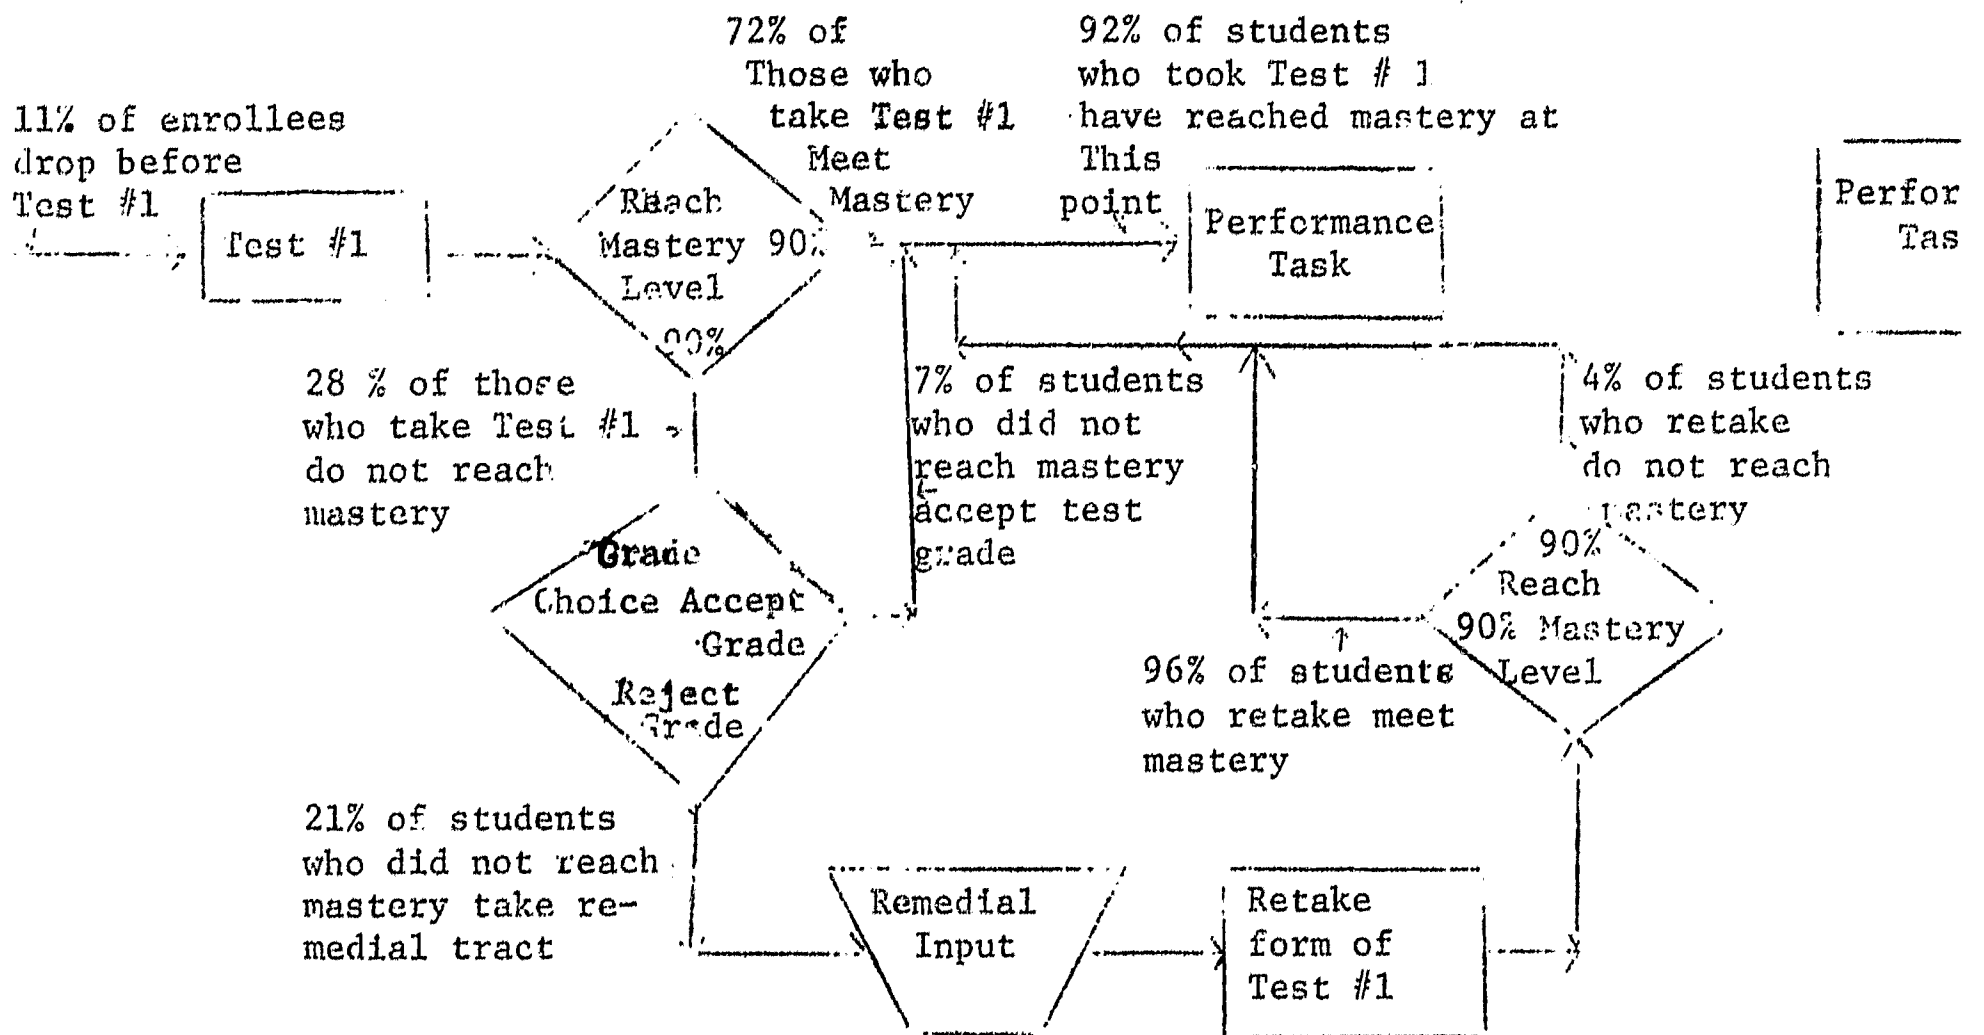 11% of enrollees
drop before
Test #1
Test #1
Reach
Mastery 90%
Level
90%
72% of
Those who
take Test #1
Meet
Mastery
92% of students
who took Test # 1
have reached mastery at
This
point
Performance
Task
Perfor
Tas
28 % of those
who take Test #1
do not reach
mastery
7% of students
who did not
reach mastery
accept test
grade
4% of students
who retake
do not reach
mastery
Grade
Choice Accept
Grade
Reject
Grade
90%
Reach
90% Mastery
Level
96% of students
who retake meet
mastery
21% of students
who did not reach
mastery take re-
medial tract
Remedial
Input
Retake
form of
Test #1